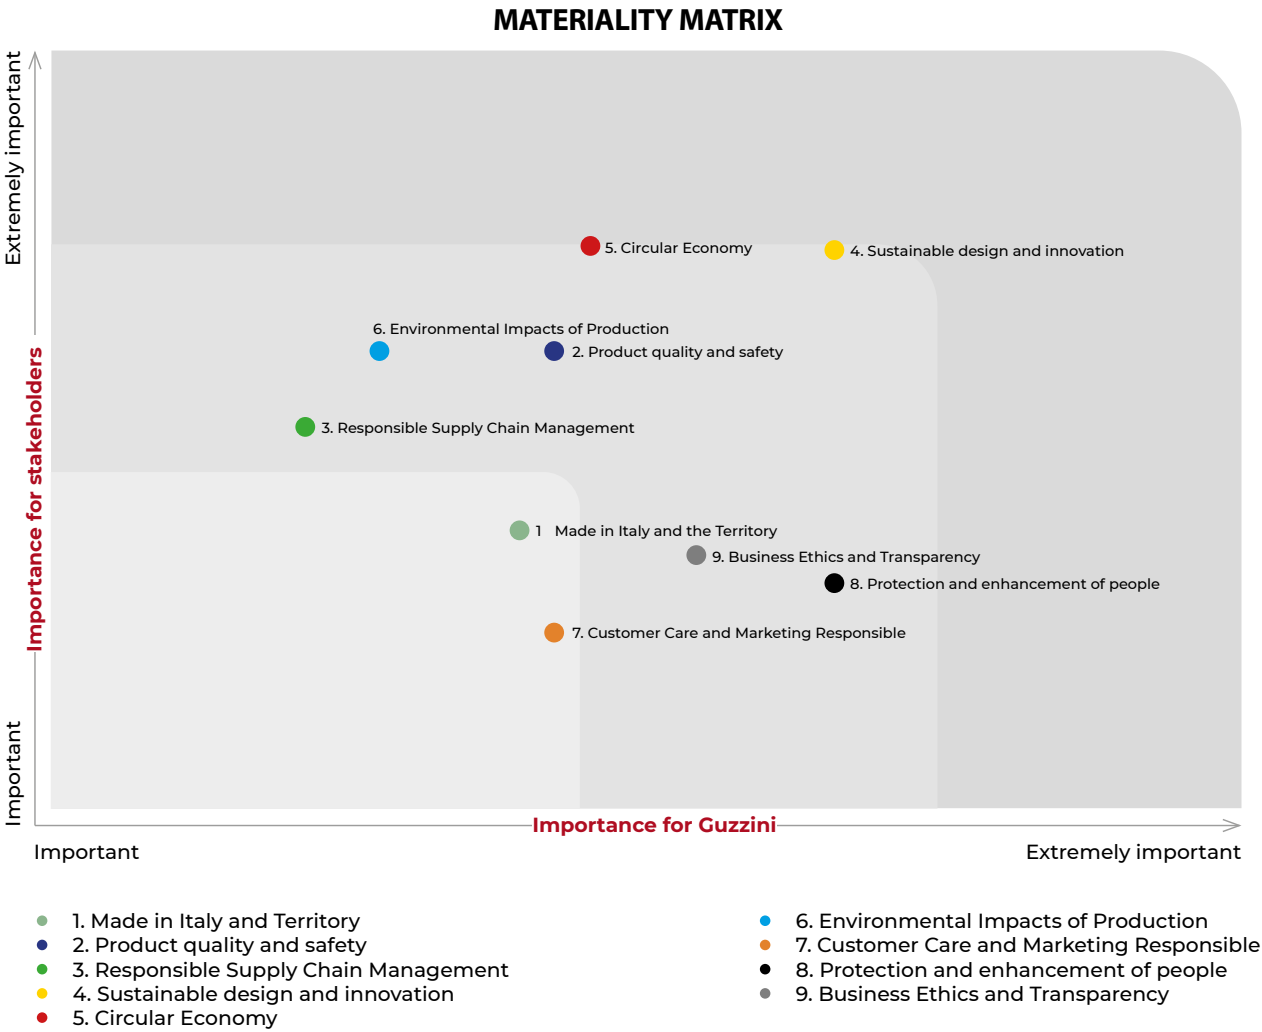 MATERIALITY MATRIX
Extremely important
Importance for stakeholders
Important
5. Circular Economy
4. Sustainable design and innovation
6. Environmental Impacts of Production
2. Product quality and safety
3. Responsible Supply Chain Management
1 Made in Italy and the Territory
9. Business Ethics and Transparency
8. Protection and enhancement of people
7. Customer Care and Marketing Responsible
Importance for Guzzini
Important
Extremely important
1. Made in Italy and Territory
2. Product quality and safety
3. Responsible Supply Chain Management
4. Sustainable design and innovation
5. Circular Economy
6. Environmental Impacts of Production
7. Customer Care and Marketing Responsible
8. Protection and enhancement of people
9. Business Ethics and Transparency